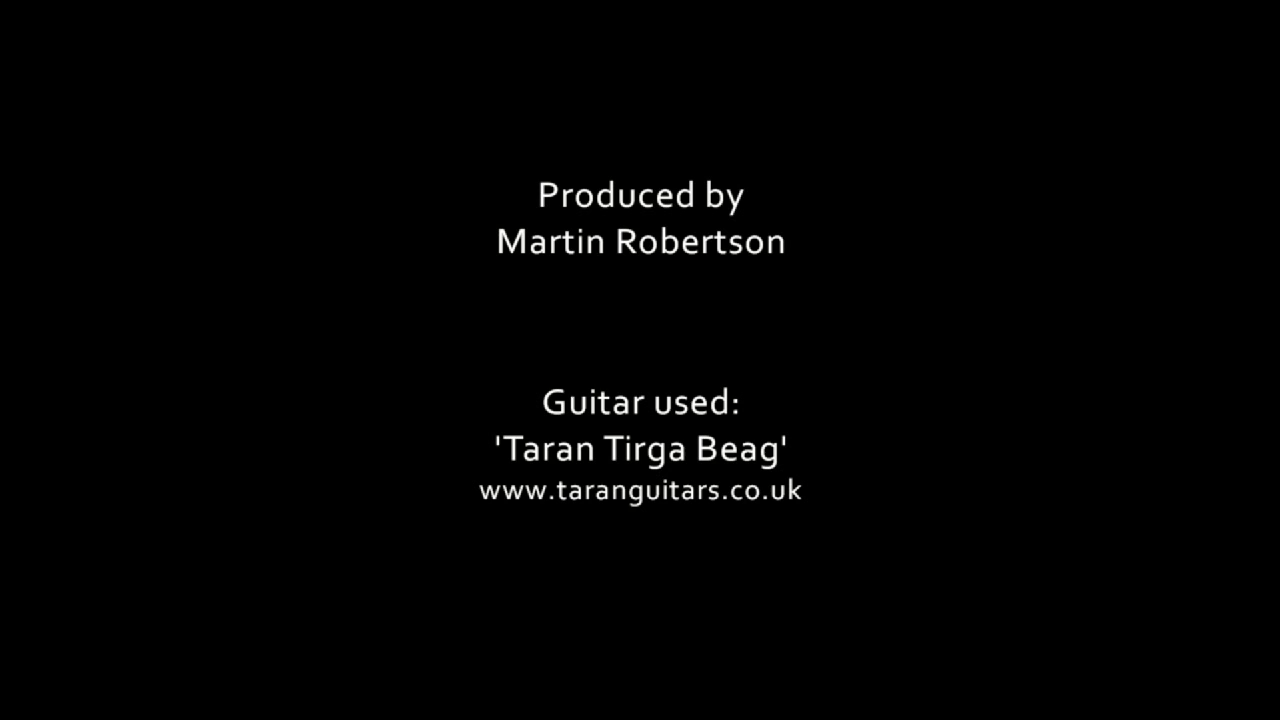 Produced by
Martin Robertson
Guitar used:
'Taran Tirga Beag'
www.taranguitars.co.uk